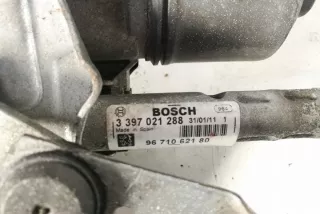 BOSCH
3 397 021 288 31/01/11 1
Made in Spain
96 710 621 80